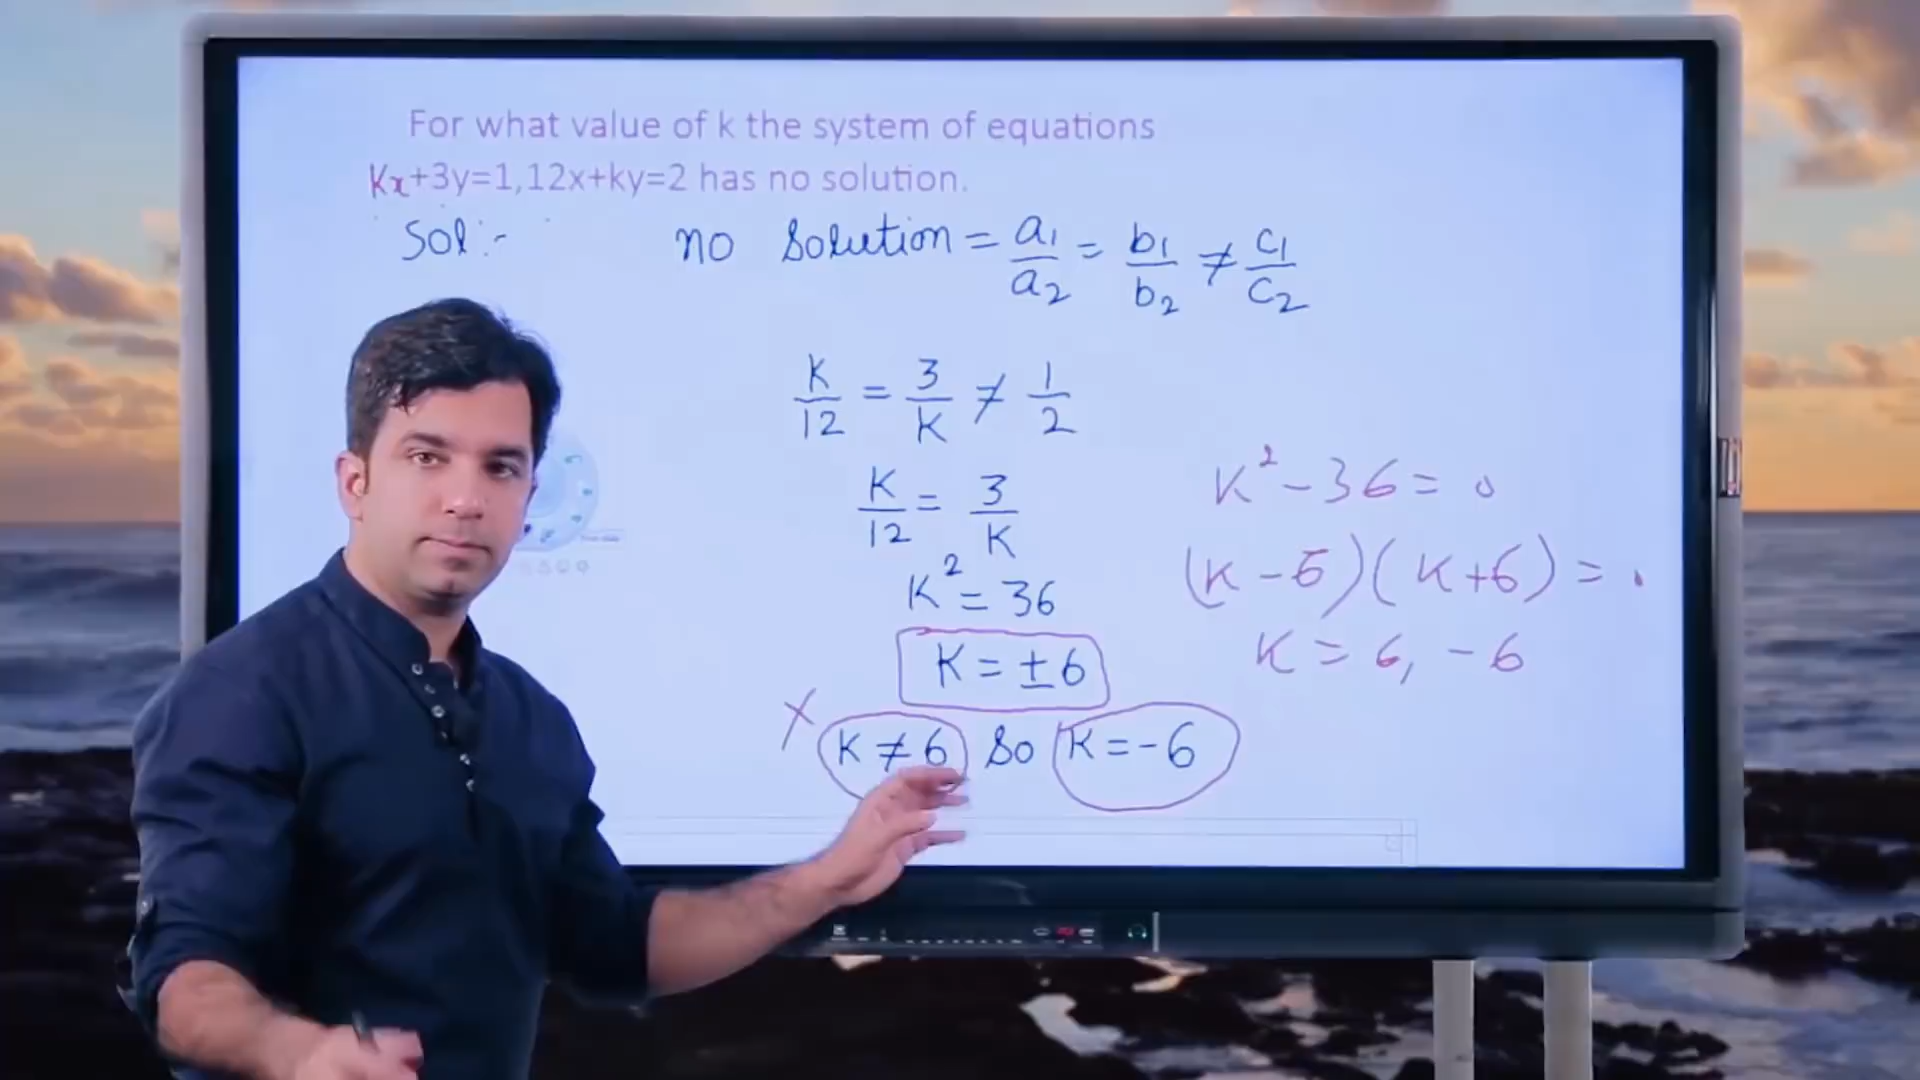 For what value of k the system of equations
Kx+3y=1,12x+ky=2 has no solution.
Sol:- no solution = a1/a2 = b1/b2 ≠ c1/c2
K/12 = 3/K ≠ 1/2
K/12 = 3/K
K² = 36
K = ±6
X K ≠ 6 So K = -6
K² - 36 = 0
(K - 6)(K + 6) = .
K = 6, -6